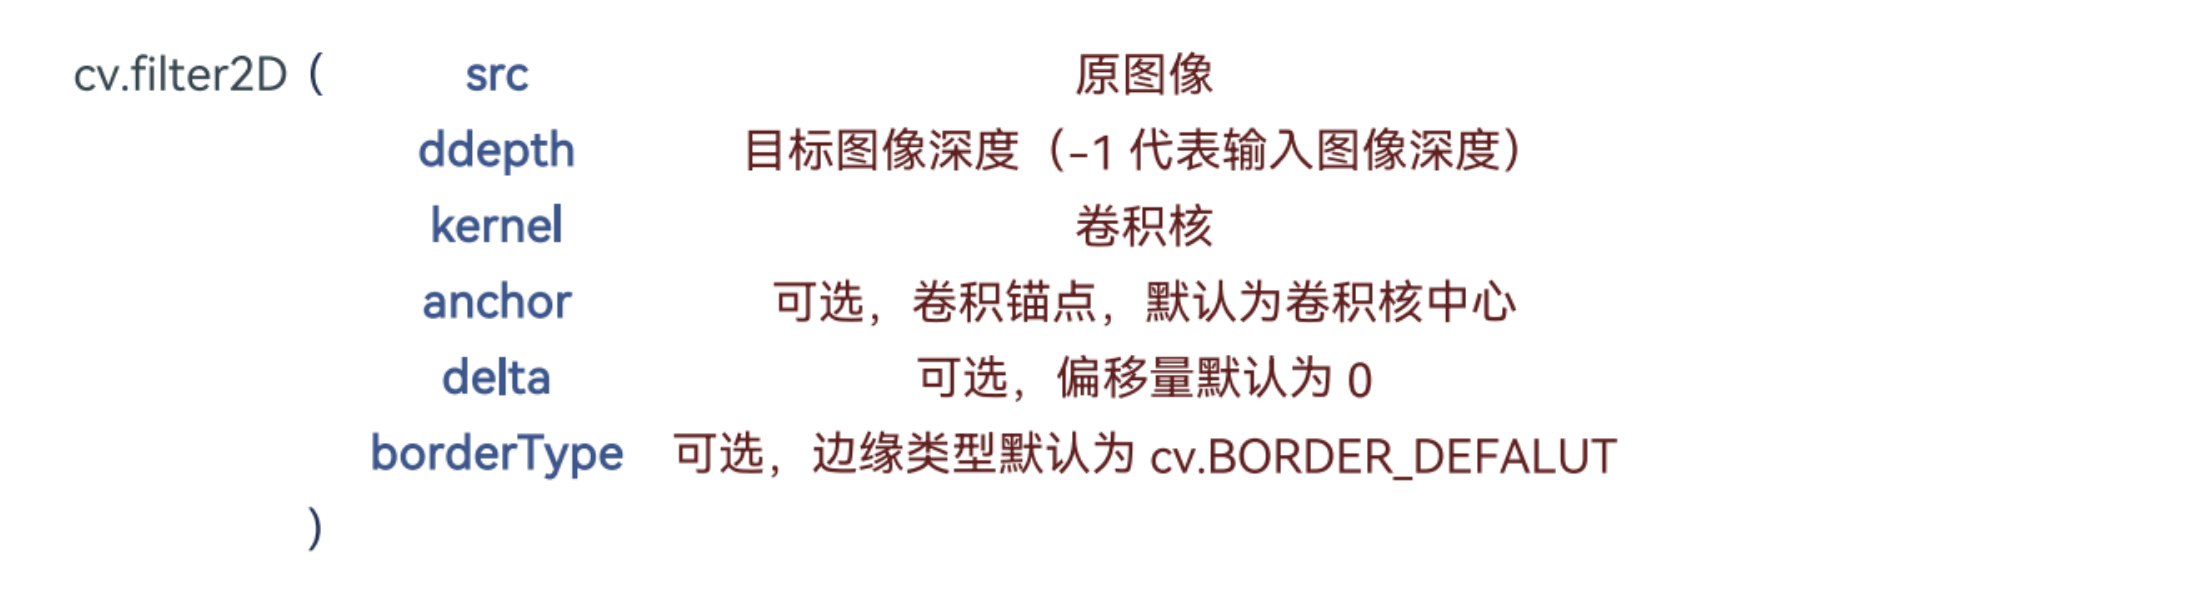 cv.filter2D ( src 原图像
ddepth 目标图像深度（-1 代表输入图像深度）
kernel 卷积核
anchor 可选，卷积锚点，默认为卷积核中心
delta 可选，偏移量默认为 0
borderType 可选，边缘类型默认为 cv.BORDER_DEFALUT
)